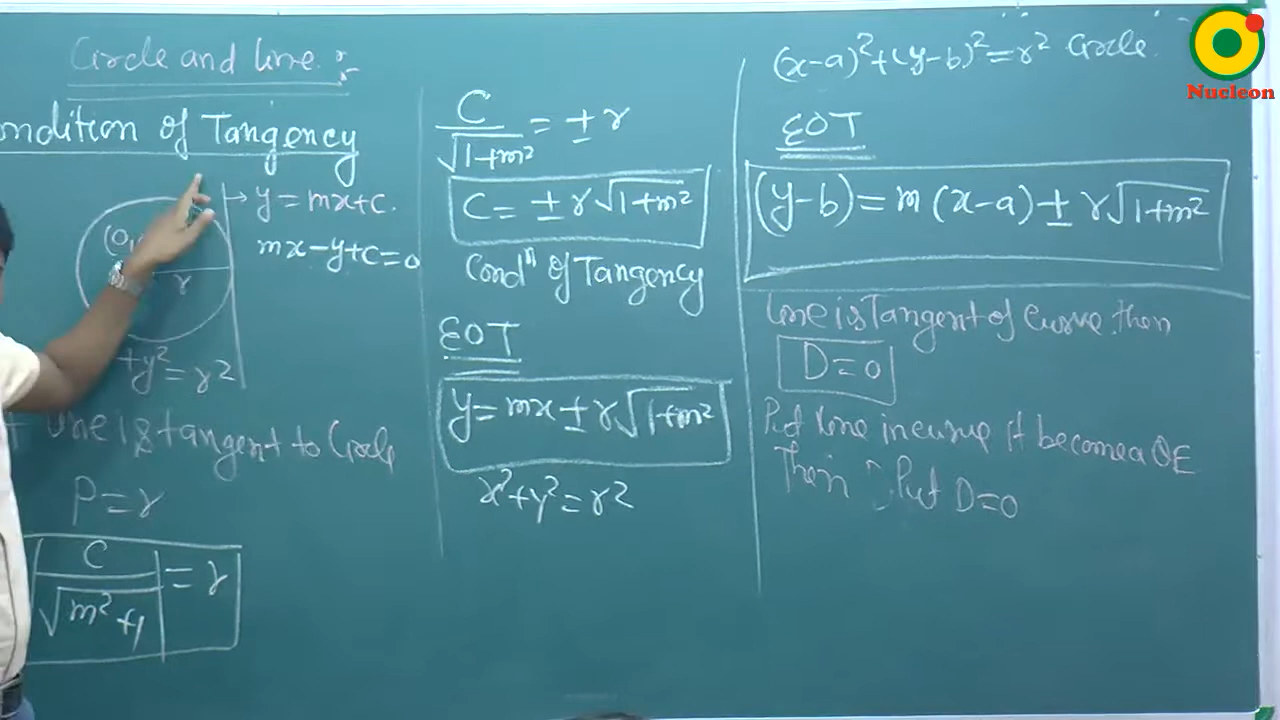 Circle and line :-
ondition of Tangency
→ y = mx+c.
mx-y+c=0
(0,
r
+y²=r²
line is tangent to Circle
P=r
|C/√(m²+1)| = r
C/√(1+m²) = ± r
C = ± r√(1+m²)
Condⁿ of Tangency
EOT
y = mx ± r√(1+m²)
x²+y²=r²
(x-a)²+(y-b)²=r² Circle.
EOT
(y-b) = m(x-a) ± r√(1+m²)
line is Tangent of Curve then
D=0
Put line in curve it become a QE
Then Put D=0
Nucleon